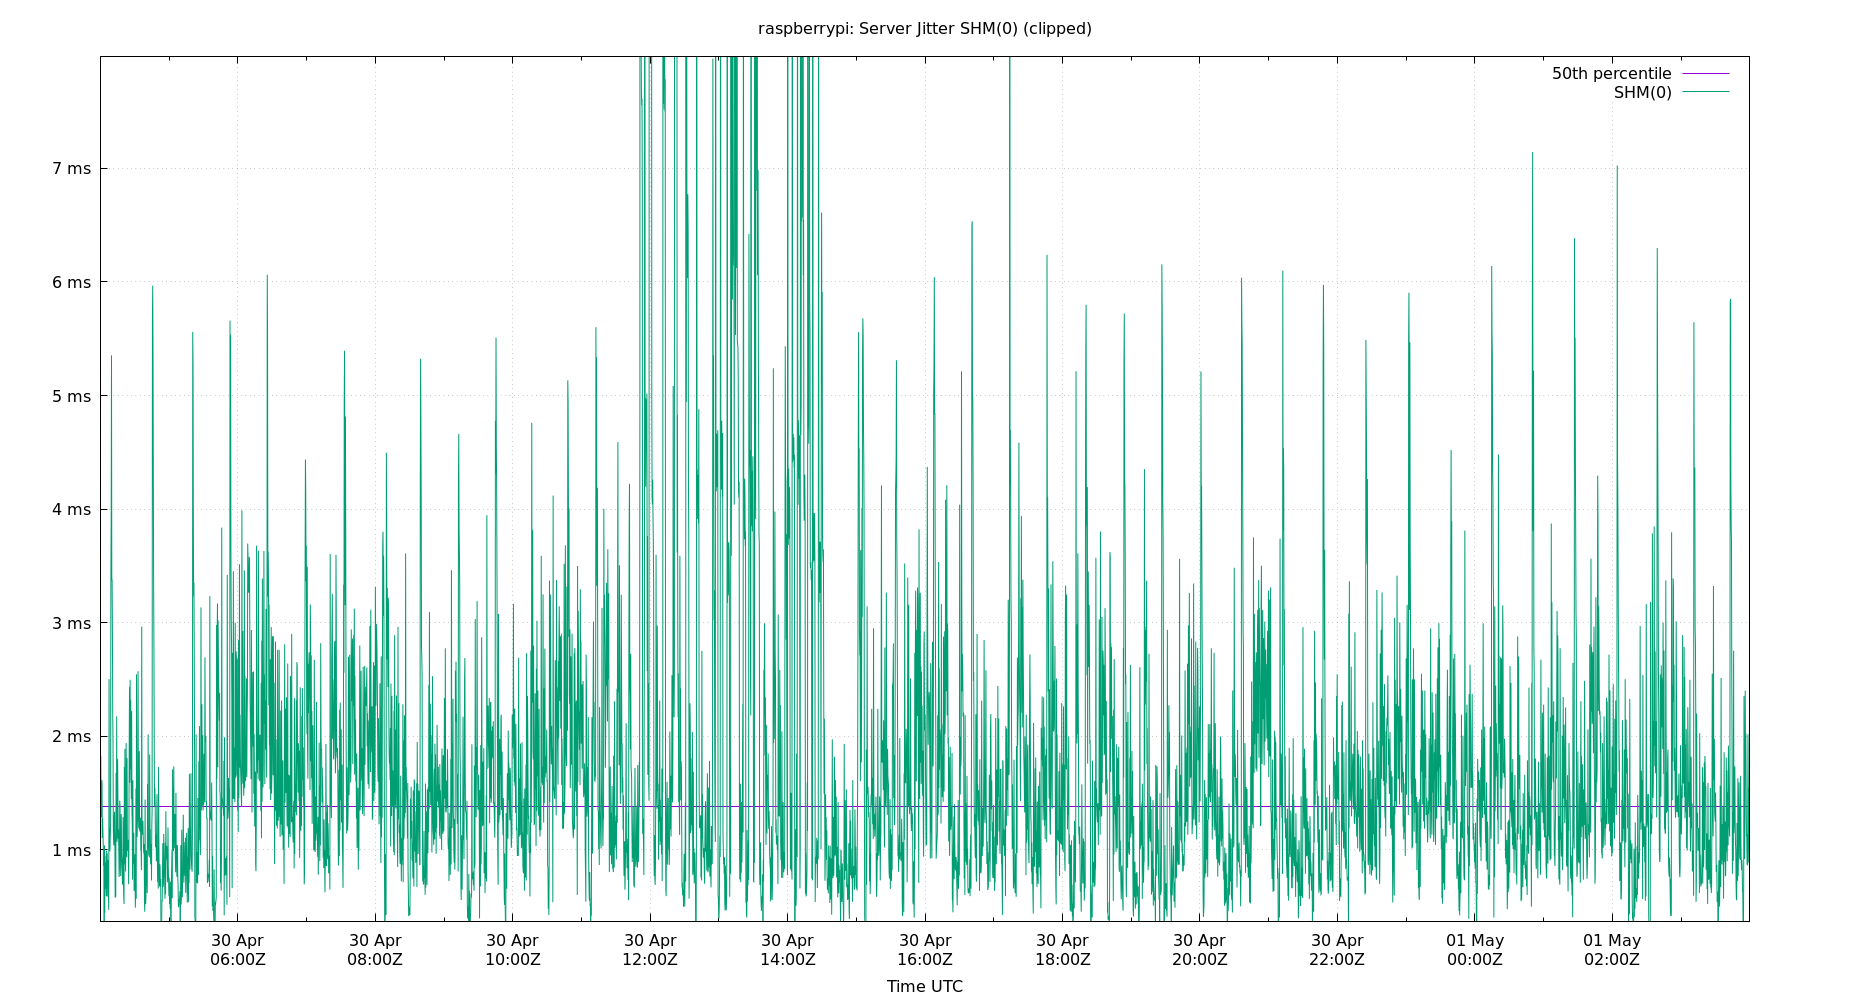 raspberrypi: Server Jitter SHM(0) (clipped)
50th percentile
SHM(0)
7 ms
6 ms
5 ms
4 ms
3 ms
2 ms
1 ms
30 Apr 30 Apr 30 Apr 30 Apr 30 Apr 30 Apr 30 Apr 30 Apr 30 Apr 01 May 01 May
06:00Z 08:00Z 10:00Z 12:00Z 14:00Z 16:00Z 18:00Z 20:00Z 22:00Z 00:00Z 02:00Z
Time UTC